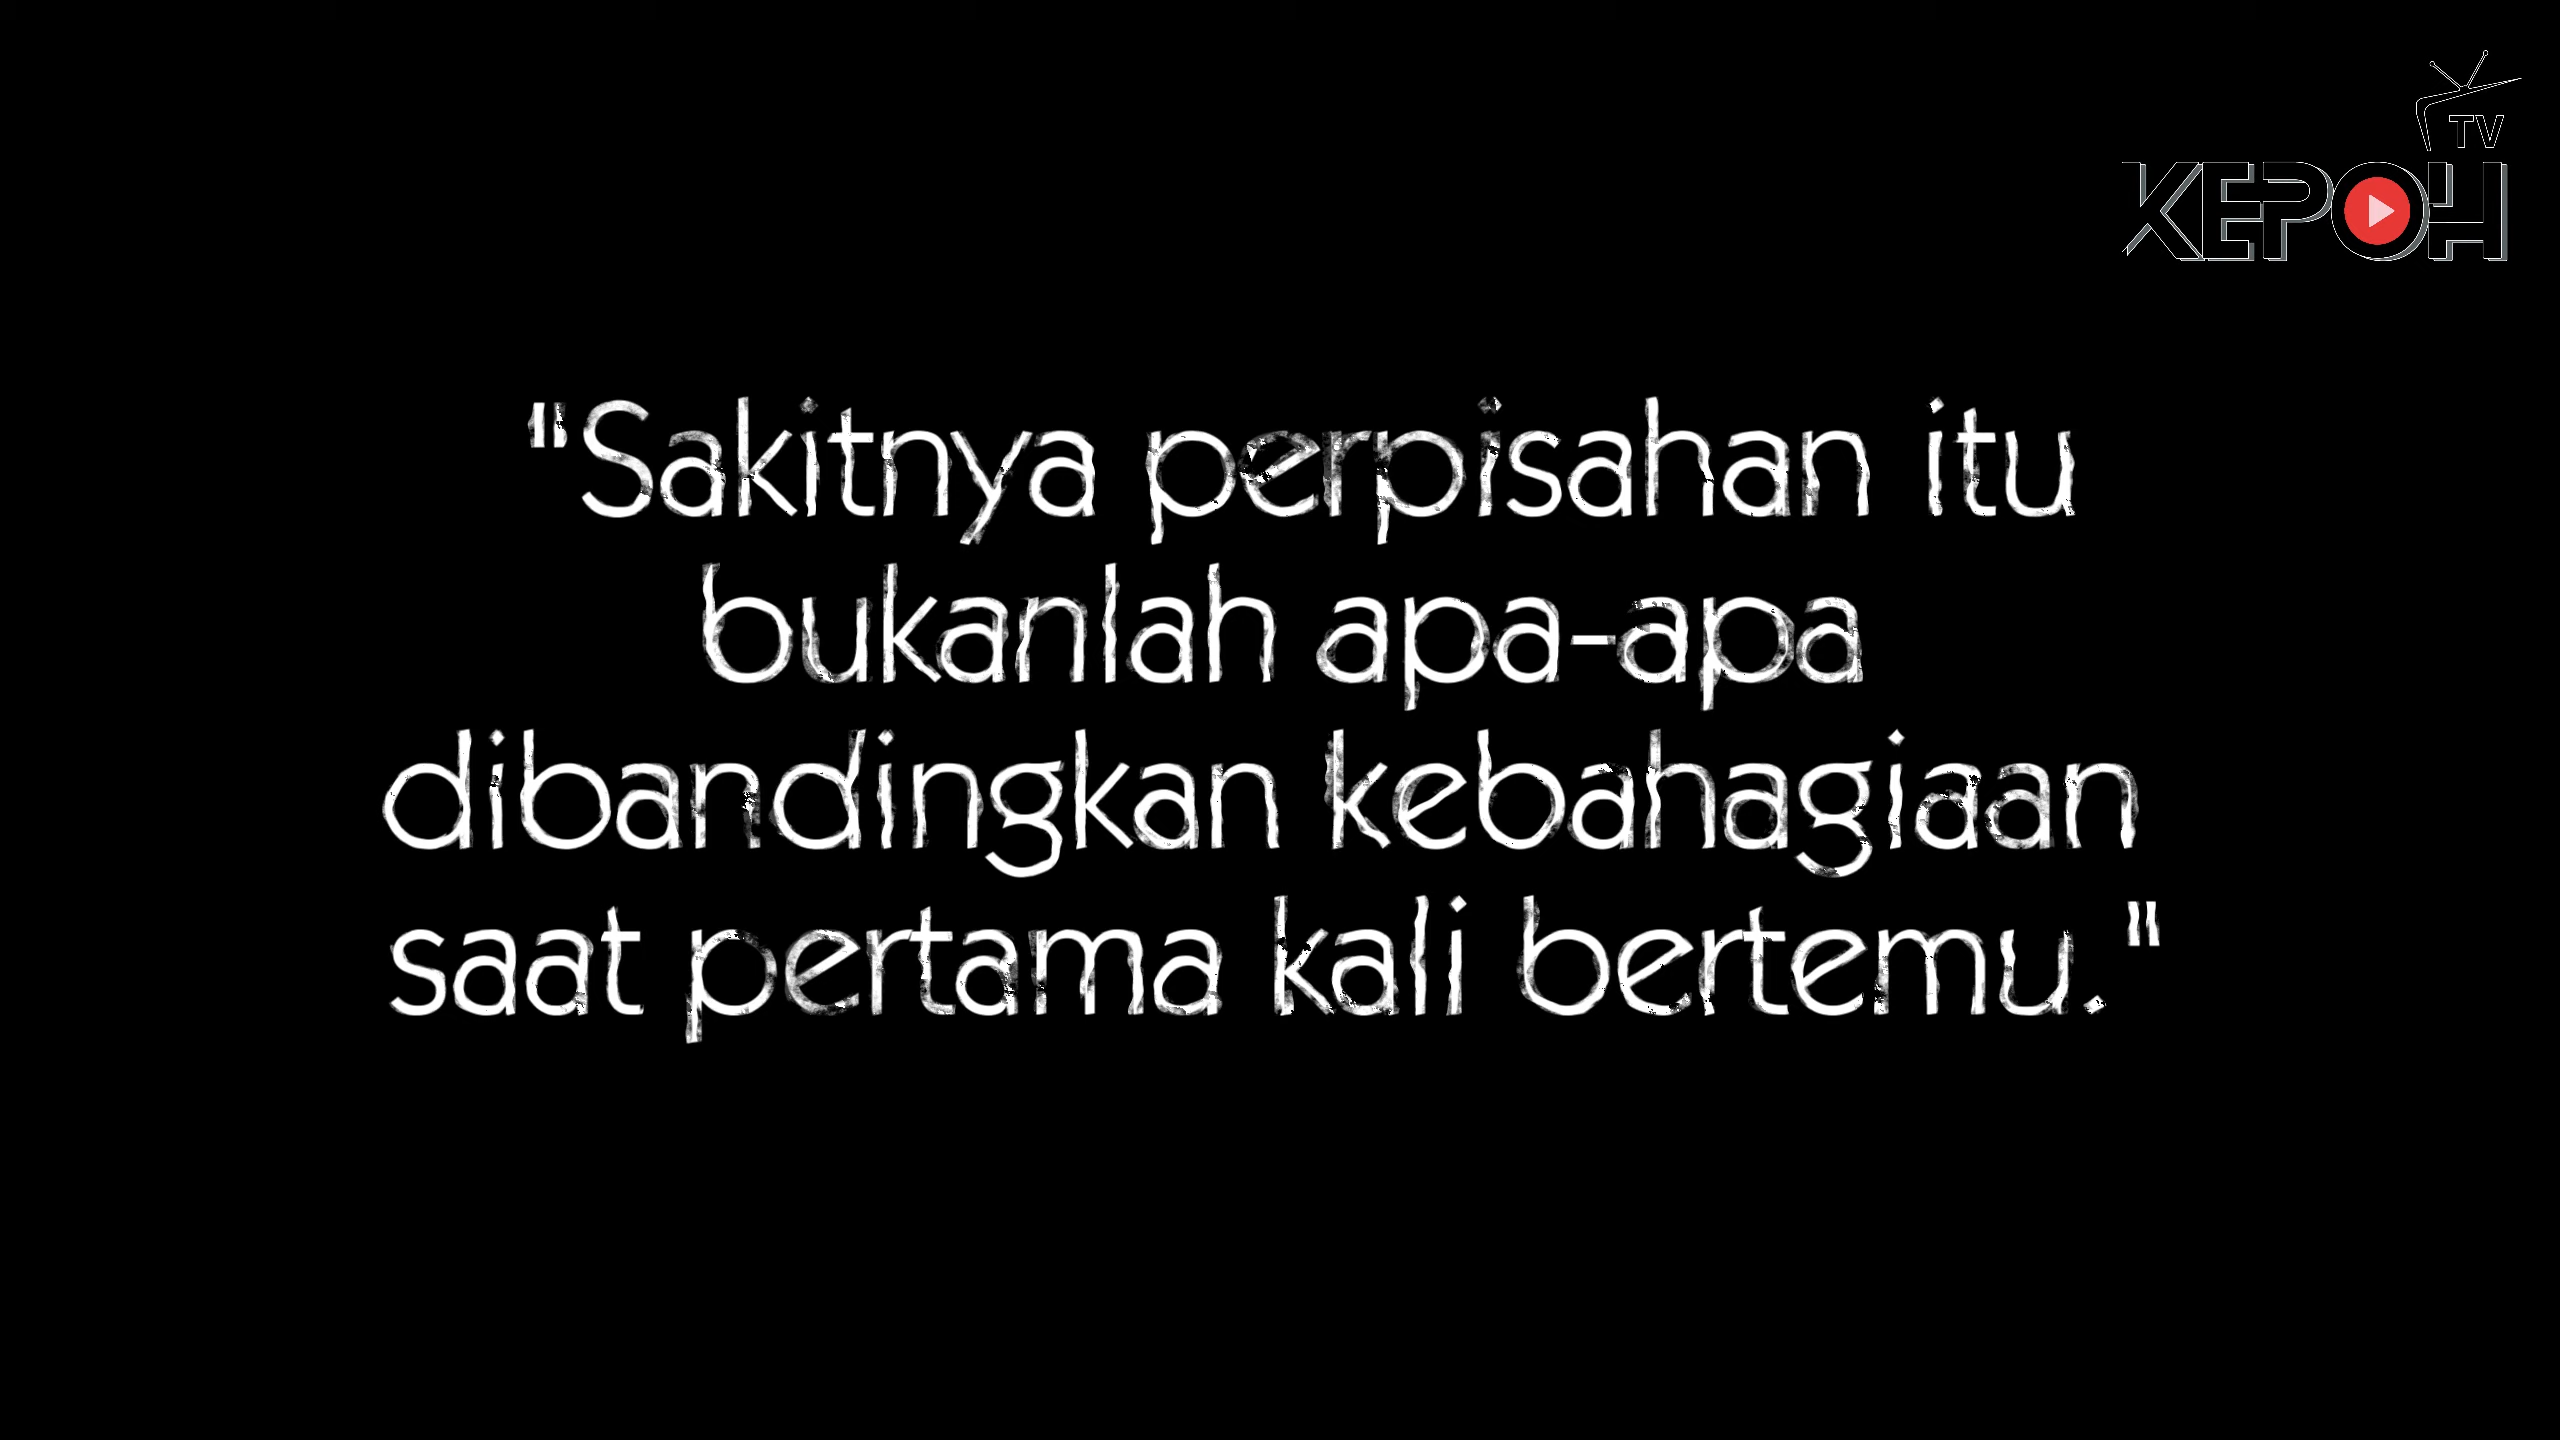 TV
KEPOH
"Sakitnya perpisahan itu
bukanlah apa-apa
dibandingkan kebahagiaan
saat pertama kali bertemu."